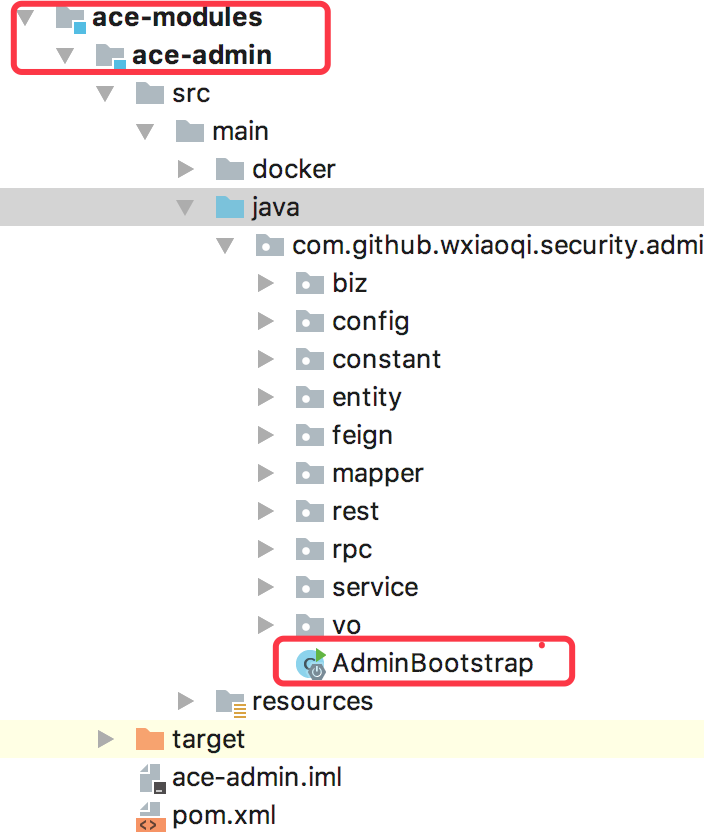 ace-modules
ace-admin
src
main
docker
java
com.github.wxiaoqi.security.admi
biz
config
constant
entity
feign
mapper
rest
rpc
service
vo
AdminBootstrap
resources
target
ace-admin.iml
pom.xml